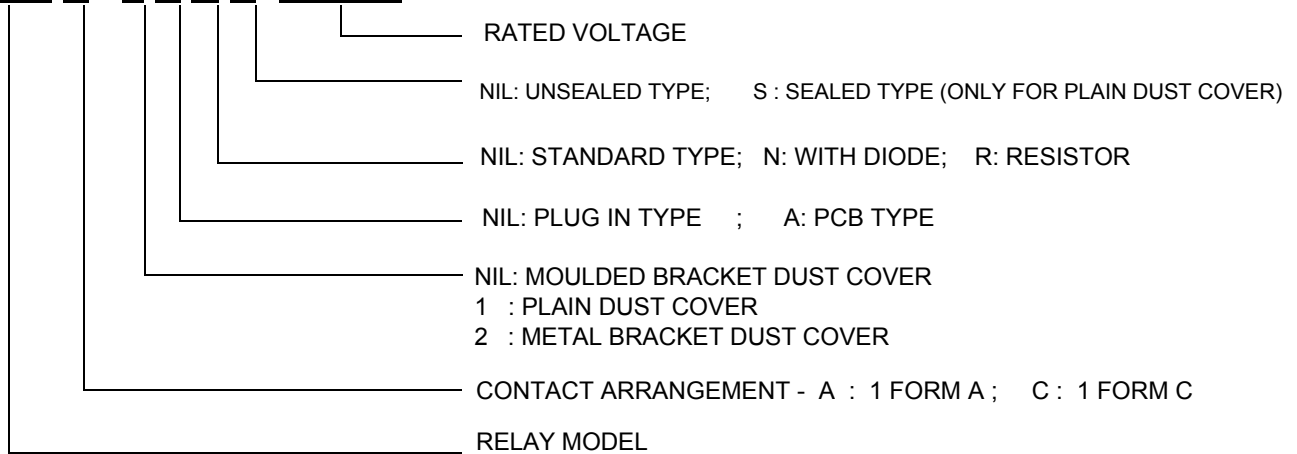 RATED VOLTAGE
NIL: UNSEALED TYPE; S : SEALED TYPE (ONLY FOR PLAIN DUST COVER)
NIL: STANDARD TYPE; N: WITH DIODE; R: RESISTOR
NIL: PLUG IN TYPE ; A: PCB TYPE
NIL: MOULDED BRACKET DUST COVER
1 : PLAIN DUST COVER
2 : METAL BRACKET DUST COVER
CONTACT ARRANGEMENT - A : 1 FORM A ; C : 1 FORM C
RELAY MODEL